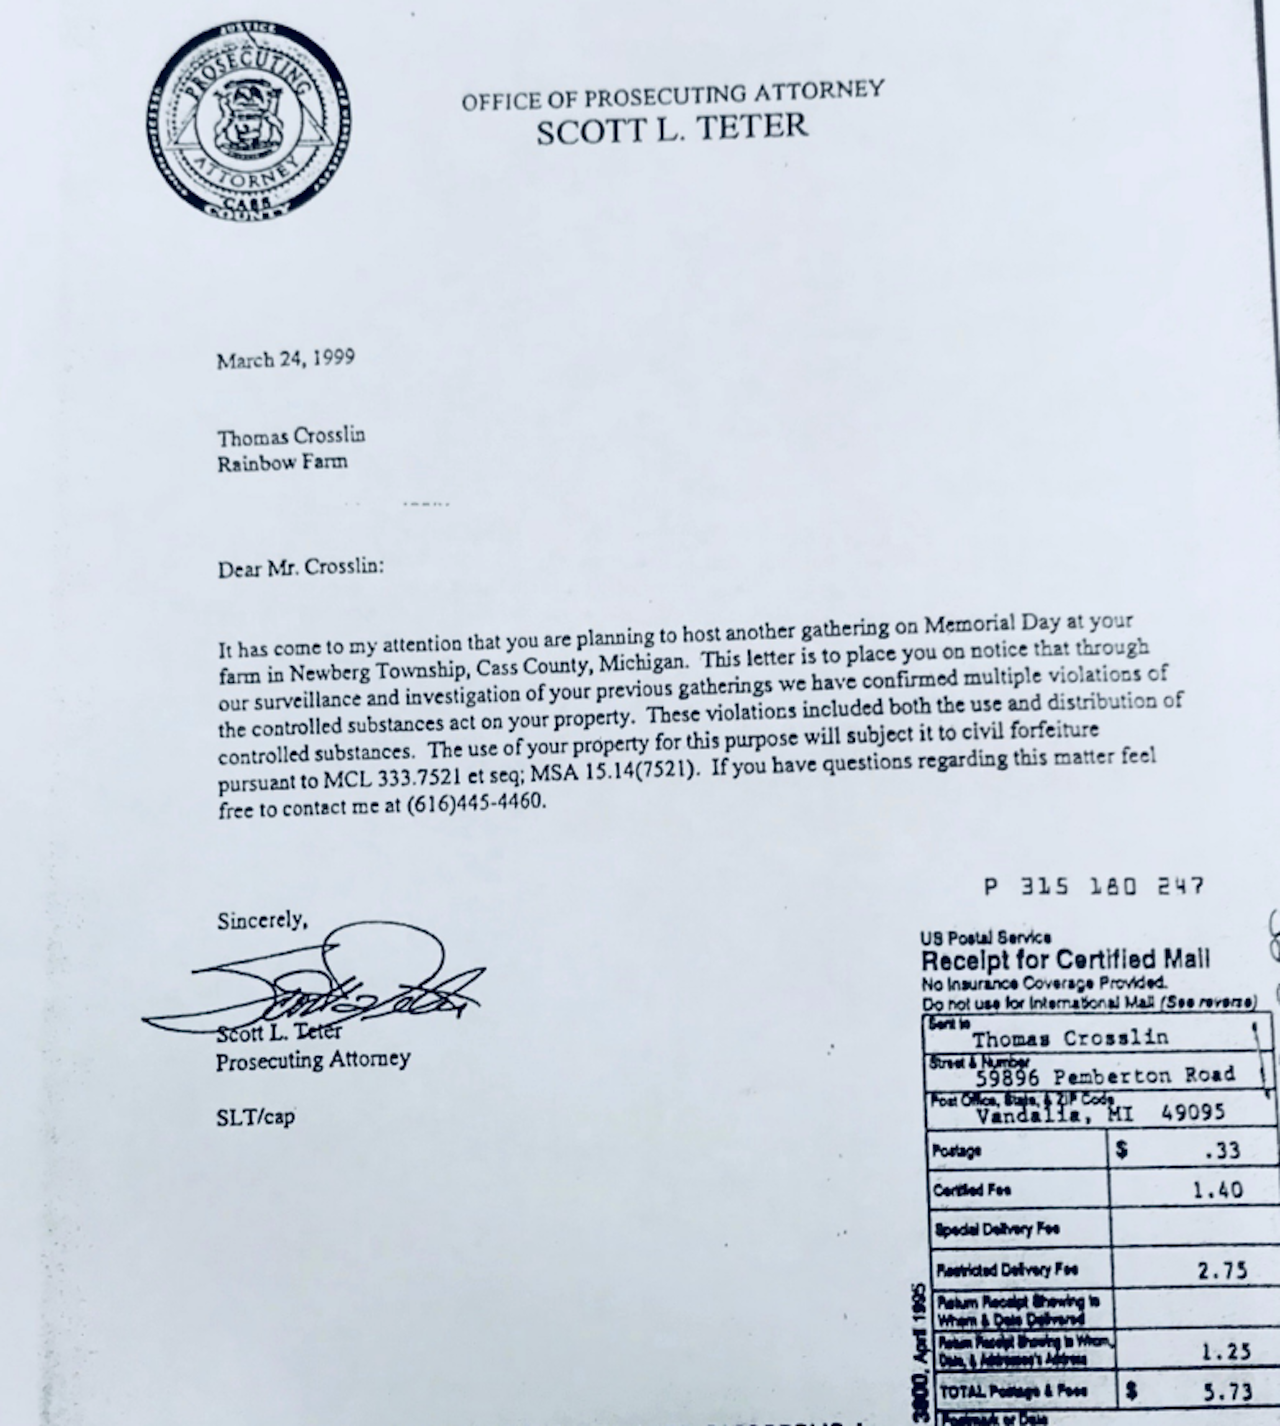 JUSTICE
PROSECUTING
ATTORNEY
CASS
COUNTY
OFFICE OF PROSECUTING ATTORNEY
SCOTT L. TETER
March 24, 1999
Thomas Crosslin
Rainbow Farm
Dear Mr. Crosslin:
It has come to my attention that you are planning to host another gathering on Memorial Day at your
farm in Newberg Township, Cass County, Michigan. This letter is to place you on notice that through
our surveillance and investigation of your previous gatherings we have confirmed multiple violations of
the controlled substances act on your property. These violations included both the use and distribution of
controlled substances. The use of your property for this purpose will subject it to civil forfeiture
pursuant to MCL 333.7521 et seq; MSA 15.14(7521). If you have questions regarding this matter feel
free to contact me at (616)445-4460.
Sincerely,
Scott L. Teter
Scott L. Teter
Prosecuting Attorney
SLT/cap
P 315 180 247
US Postal Service
Receipt for Certified Mail
No Insurance Coverage Provided.
Do not use for International Mail (See reverse)
Sent to
Thomas Crosslin
Street & Number
59896 Pemberton Road
Post Office, State, & ZIP Code
Vandalia, MI 49095
Postage $ .33
Certified Fee 1.40
Special Delivery Fee
Restricted Delivery Fee 2.75
Return Receipt Showing to
Whom & Date Delivered
Return Receipt Showing to Whom,
Date, & Addressee's Address 1.25
TOTAL Postage & Fees $ 5.73
Postmark or Date
3800, April 1995